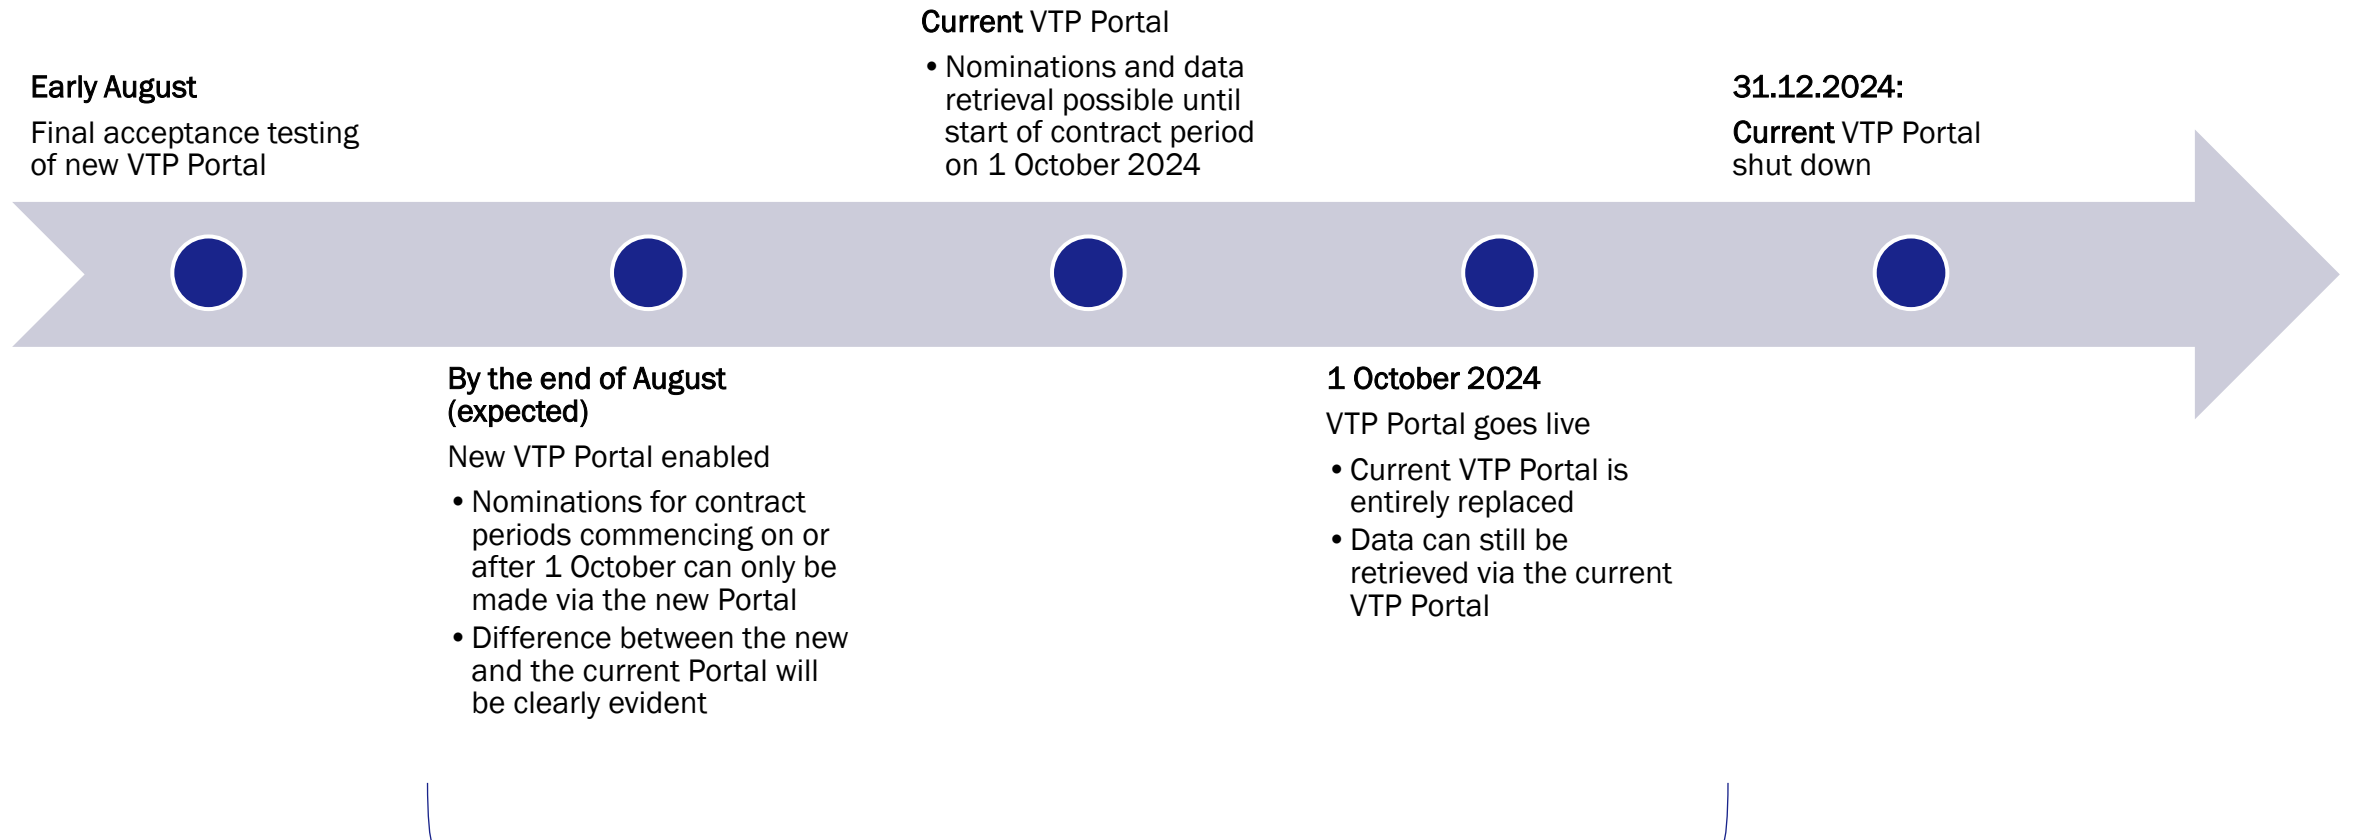 Early August
Final acceptance testing
of new VTP Portal
By the end of August
(expected)
New VTP Portal enabled
• Nominations for contract
periods commencing on or
after 1 October can only be
made via the new Portal
• Difference between the new
and the current Portal will
be clearly evident
Current VTP Portal
• Nominations and data
retrieval possible until
start of contract period
on 1 October 2024
1 October 2024
VTP Portal goes live
• Current VTP Portal is
entirely replaced
• Data can still be
retrieved via the current
VTP Portal
31.12.2024:
Current VTP Portal
shut down